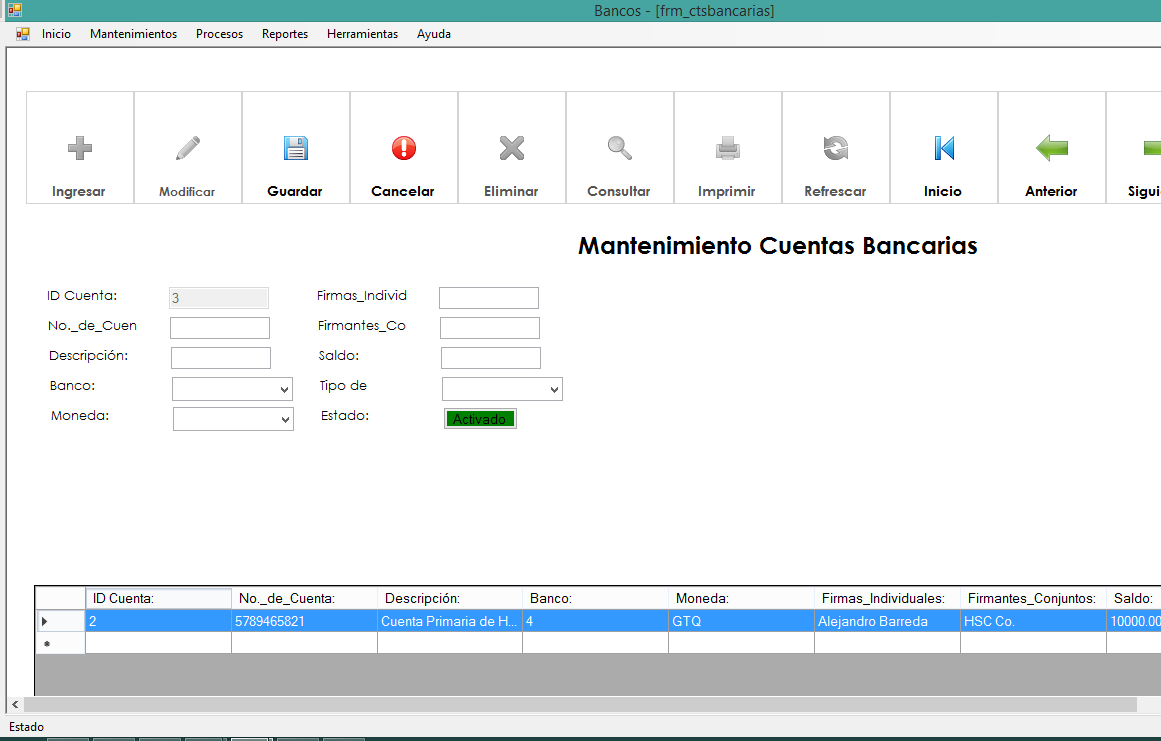 Bancos - [frm_ctsbancarias]
Inicio Mantenimientos Procesos Reportes Herramientas Ayuda
Ingresar Modificar Guardar Cancelar Eliminar Consultar Imprimir Refrescar Inicio Anterior Sigui
Mantenimiento Cuentas Bancarias
ID Cuenta: 3 Firmas_Individ
No._de_Cuen Firmantes_Co
Descripción: Saldo:
Banco: Tipo de
Moneda: Estado: Activado
ID Cuenta: No._de_Cuenta: Descripción: Banco: Moneda: Firmas_Individuales: Firmantes_Conjuntos: Saldo:
2 5789465821 Cuenta Primaria de H... 4 GTQ Alejandro Barreda HSC Co. 10000.00
Estado